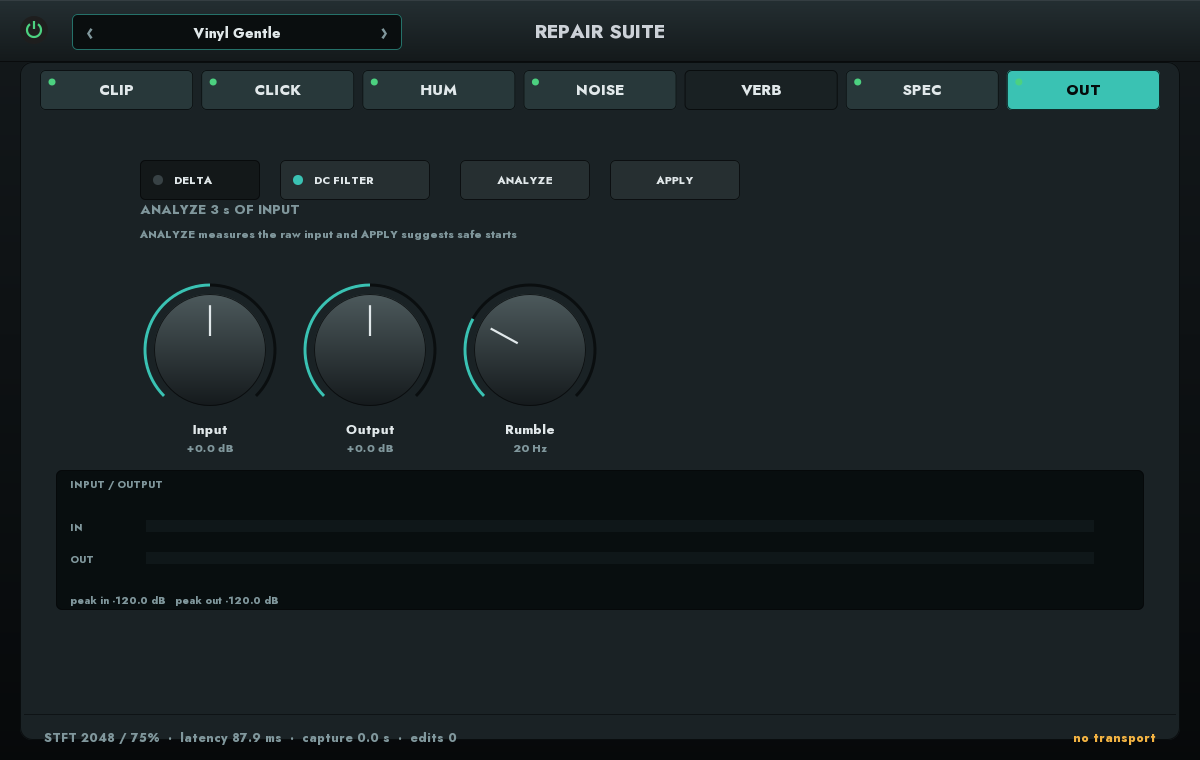 ‹ Vinyl Gentle ›
REPAIR SUITE
CLIP CLICK HUM NOISE VERB SPEC OUT
DELTA DC FILTER ANALYZE APPLY
ANALYZE 3 s OF INPUT
ANALYZE measures the raw input and APPLY suggests safe starts
Input Output Rumble
+0.0 dB +0.0 dB 20 Hz
INPUT / OUTPUT
IN
OUT
peak in -120.0 dB peak out -120.0 dB
STFT 2048 / 75% · latency 87.9 ms · capture 0.0 s · edits 0
no transport